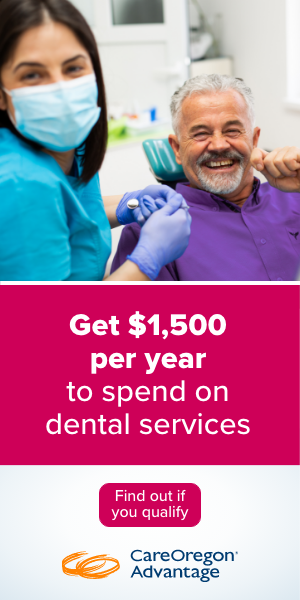 Get $1,500
per year
to spend on
dental services
Find out if
you qualify
CareOregon®
Advantage